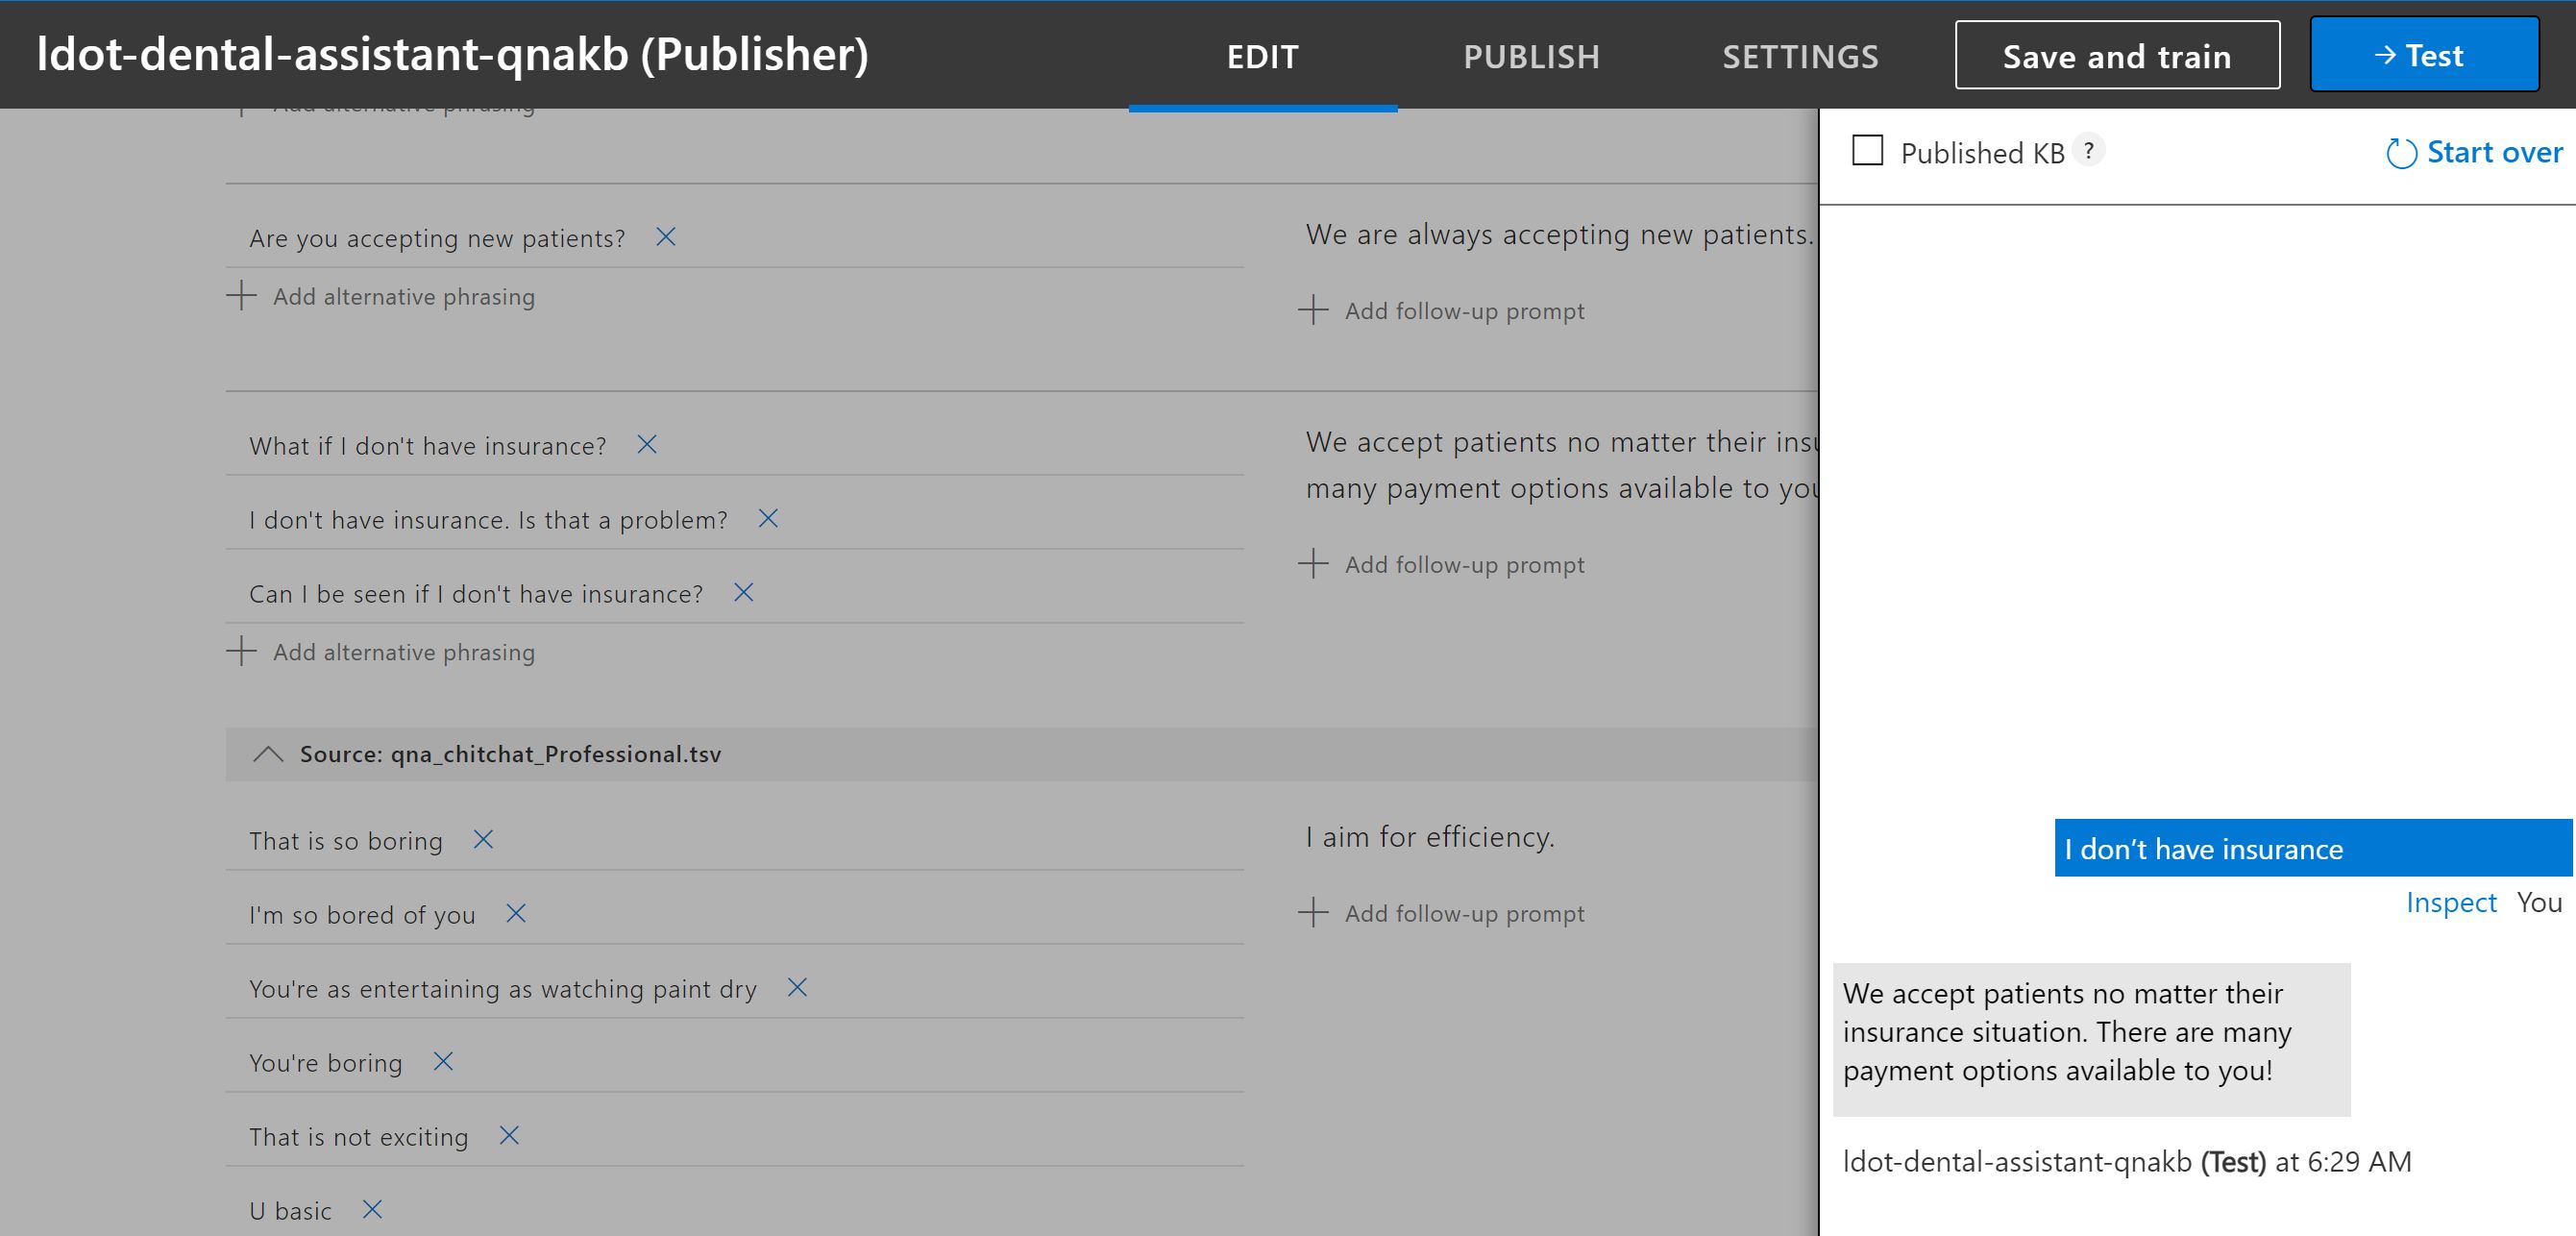 ldot-dental-assistant-qnakb (Publisher)
EDIT
PUBLISH
SETTINGS
Save and train
→ Test
Add alternative phrasing
Are you accepting new patients?
Add alternative phrasing
We are always accepting new patients.
Add follow-up prompt
What if I don't have insurance?
I don't have insurance. Is that a problem?
Can I be seen if I don't have insurance?
Add alternative phrasing
We accept patients no matter their insu
many payment options available to you
Add follow-up prompt
Source: qna_chitchat_Professional.tsv
That is so boring
I'm so bored of you
You're as entertaining as watching paint dry
You're boring
That is not exciting
U basic
I aim for efficiency.
Add follow-up prompt
Published KB ?
Start over
I don’t have insurance
Inspect You
We accept patients no matter their
insurance situation. There are many
payment options available to you!
ldot-dental-assistant-qnakb (Test) at 6:29 AM